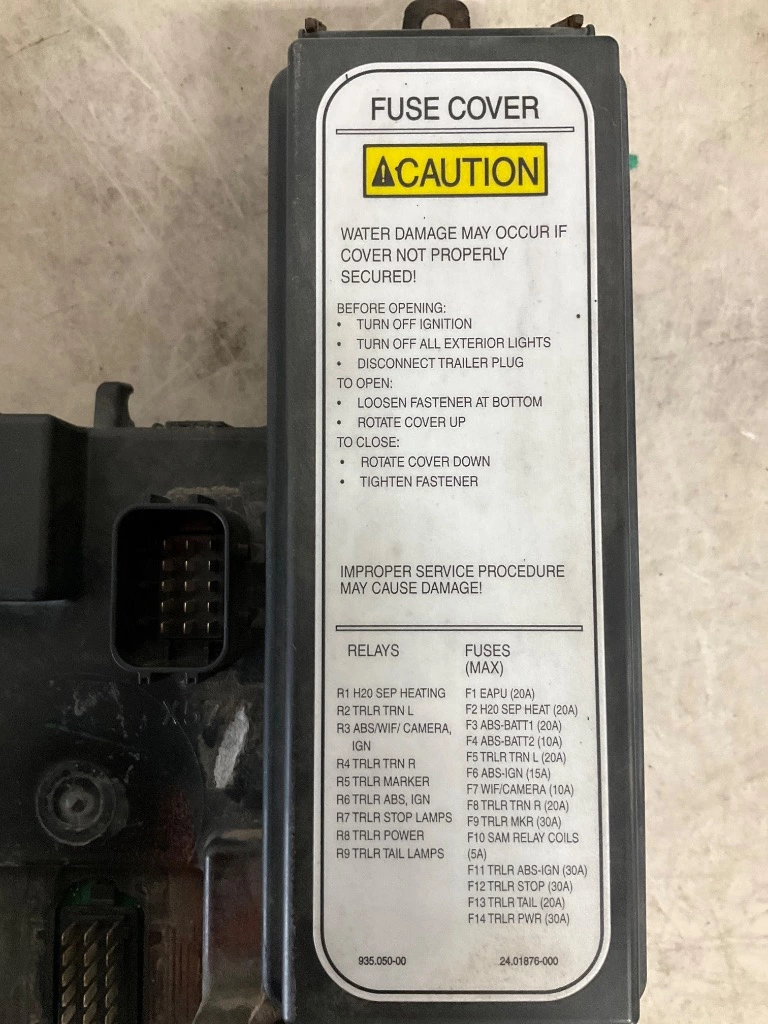 FUSE COVER
⚠CAUTION
WATER DAMAGE MAY OCCUR IF
COVER NOT PROPERLY
SECURED!
BEFORE OPENING:
• TURN OFF IGNITION
• TURN OFF ALL EXTERIOR LIGHTS
• DISCONNECT TRAILER PLUG
TO OPEN:
• LOOSEN FASTENER AT BOTTOM
• ROTATE COVER UP
TO CLOSE:
• ROTATE COVER DOWN
• TIGHTEN FASTENER
IMPROPER SERVICE PROCEDURE
MAY CAUSE DAMAGE!
RELAYS
R1 H20 SEP HEATING
R2 TRLR TRN L
R3 ABS/WIF/ CAMERA,
IGN
R4 TRLR TRN R
R5 TRLR MARKER
R6 TRLR ABS, IGN
R7 TRLR STOP LAMPS
R8 TRLR POWER
R9 TRLR TAIL LAMPS
FUSES
(MAX)
F1 EAPU (20A)
F2 H20 SEP HEAT (20A)
F3 ABS-BATT1 (20A)
F4 ABS-BATT2 (10A)
F5 TRLR TRN L (20A)
F6 ABS-IGN (15A)
F7 WIF/CAMERA (10A)
F8 TRLR TRN R (20A)
F9 TRLR MKR (30A)
F10 SAM RELAY COILS
(5A)
F11 TRLR ABS-IGN (30A)
F12 TRLR STOP (30A)
F13 TRLR TAIL (20A)
F14 TRLR PWR (30A)
935.050-00
24.01876-000